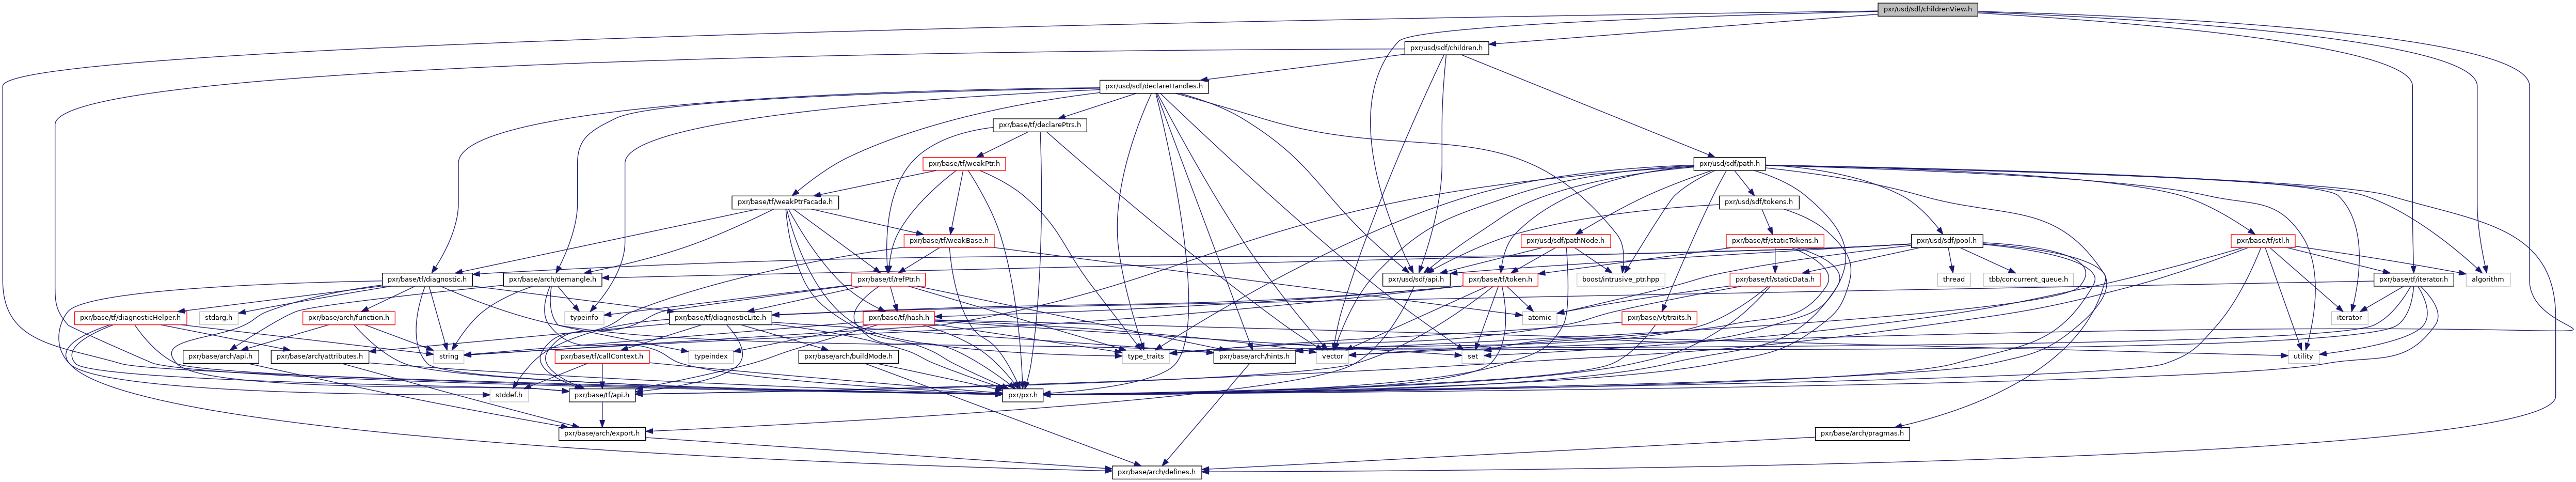 pxr/usd/sdf/childrenView.h
pxr/usd/sdf/children.h
pxr/usd/sdf/declareHandles.h
pxr/base/tf/declarePtrs.h
pxr/base/tf/weakPtr.h
pxr/usd/sdf/path.h
pxr/base/tf/weakPtrFacade.h
pxr/usd/sdf/tokens.h
pxr/base/tf/weakBase.h
pxr/usd/sdf/pathNode.h
pxr/base/tf/staticTokens.h
pxr/usd/sdf/pool.h
pxr/base/tf/stl.h
pxr/base/tf/diagnostic.h
pxr/base/arch/demangle.h
pxr/base/tf/refPtr.h
pxr/usd/sdf/api.h
pxr/base/tf/token.h
boost/intrusive_ptr.hpp
pxr/base/tf/staticData.h
thread
tbb/concurrent_queue.h
pxr/base/tf/iterator.h
algorithm
pxr/base/tf/diagnosticHelper.h
stdarg.h
pxr/base/arch/function.h
typeinfo
pxr/base/tf/diagnosticLite.h
pxr/base/tf/hash.h
atomic
pxr/base/vt/traits.h
iterator
pxr/base/arch/api.h
pxr/base/arch/attributes.h
string
pxr/base/tf/callContext.h
typeindex
pxr/base/arch/buildMode.h
type_traits
pxr/base/arch/hints.h
vector
set
utility
stddef.h
pxr/base/tf/api.h
pxr/pxr.h
pxr/base/arch/export.h
pxr/base/arch/pragmas.h
pxr/base/arch/defines.h